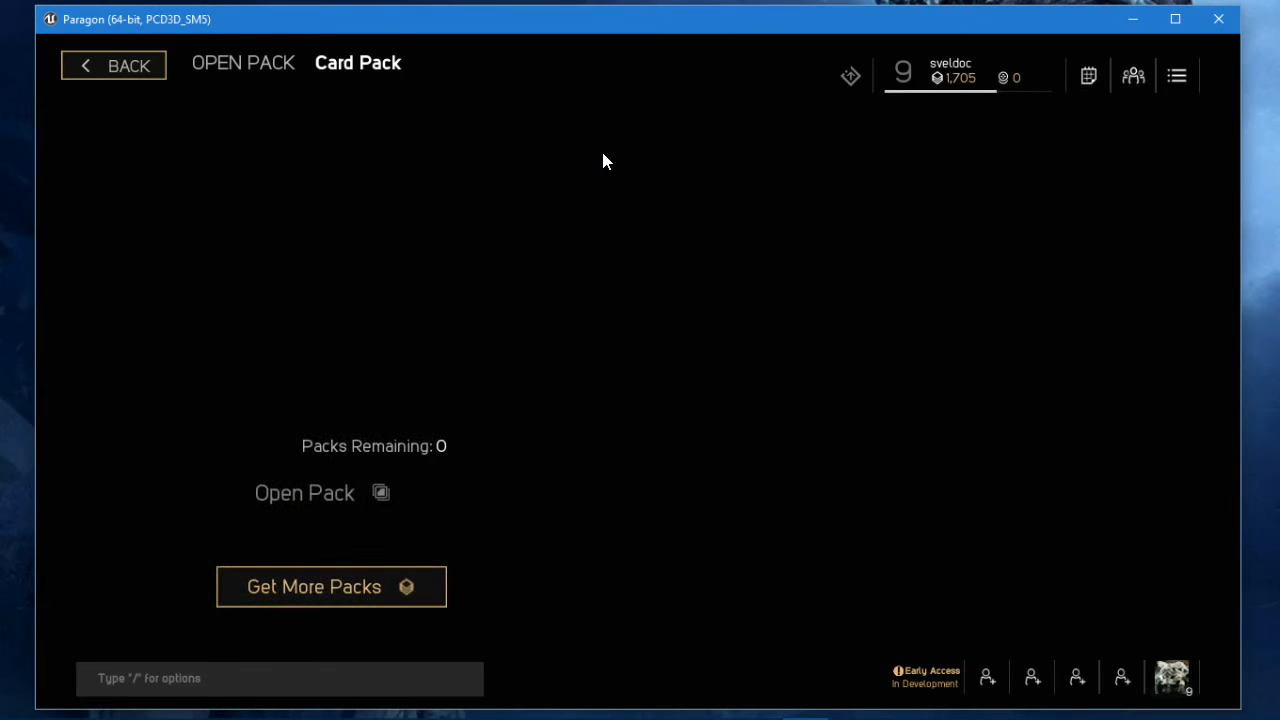 Paragon (64-bit, PCD3D_SM5)
BACK
OPEN PACK Card Pack
9
sveldoc
1,705 0
Packs Remaining: 0
Open Pack
Get More Packs
Type "/" for options
Early Access
In Development
9